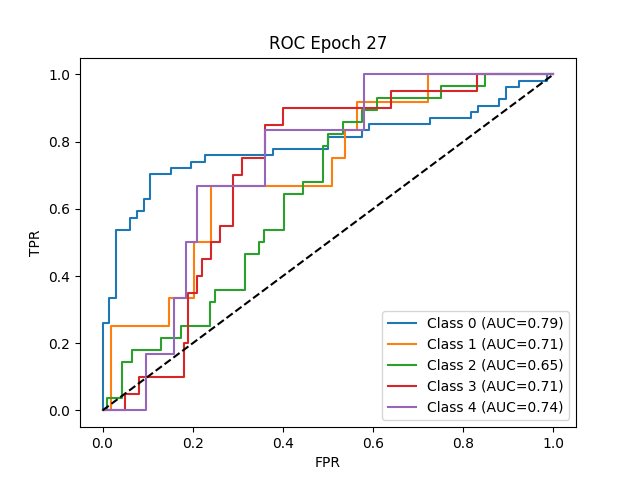 ROC Epoch 27
TPR
1.0
0.8
0.6
0.4
0.2
0.0
Class 0 (AUC=0.79)
Class 1 (AUC=0.71)
Class 2 (AUC=0.65)
Class 3 (AUC=0.71)
Class 4 (AUC=0.74)
0.0 0.2 0.4 0.6 0.8 1.0
FPR